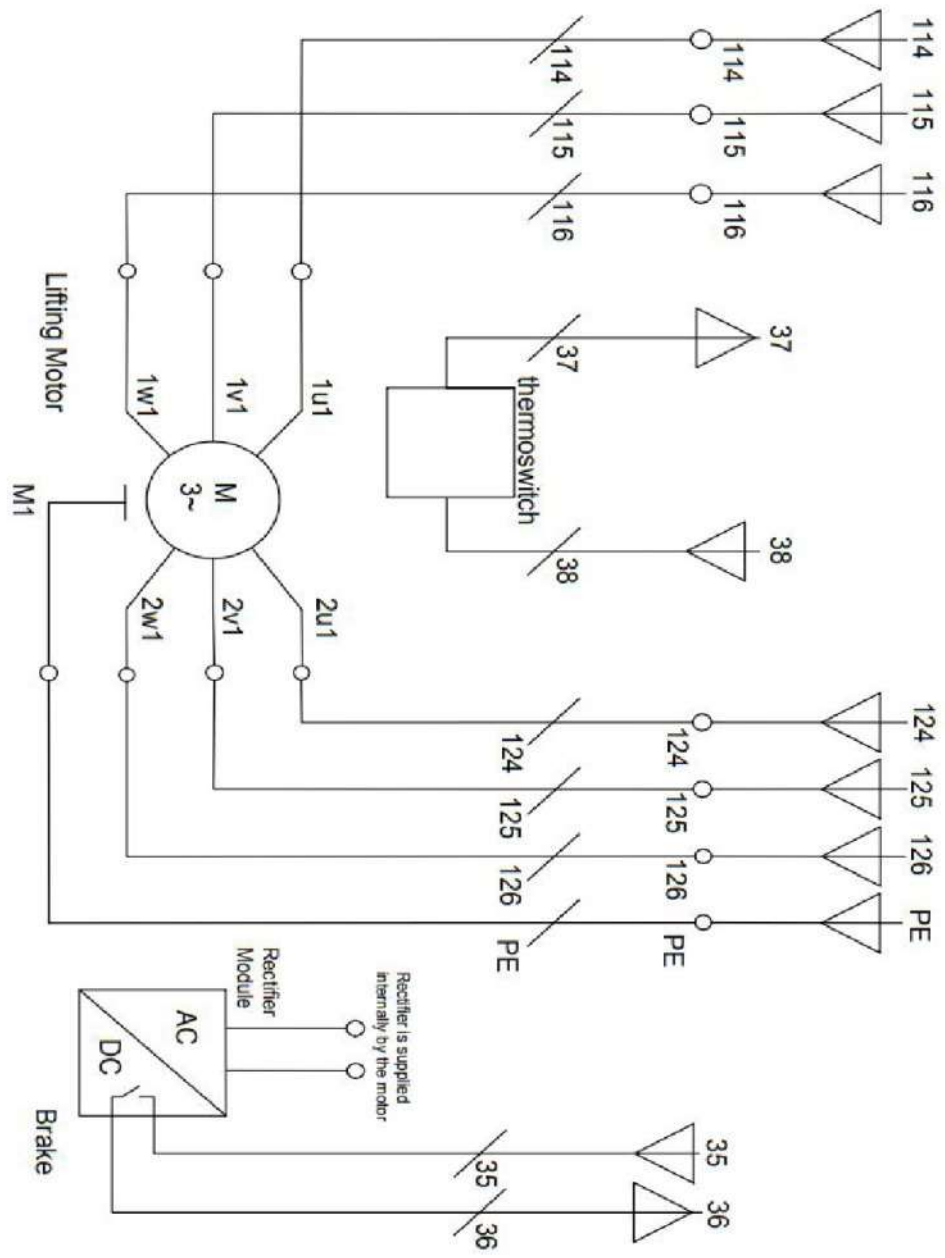 114
115
116
37
38
124
125
126
PE
35
36
114
115
116
124
125
126
PE
114
115
116
37
38
124
125
126
PE
35
36
thermoswitch
Rectifier is supplied
internally by the motor
Rectifier
Module
1u1
1v1
1w1
2u1
2v1
2w1
M
3~
AC
DC
Lifting Motor
M1
Brake